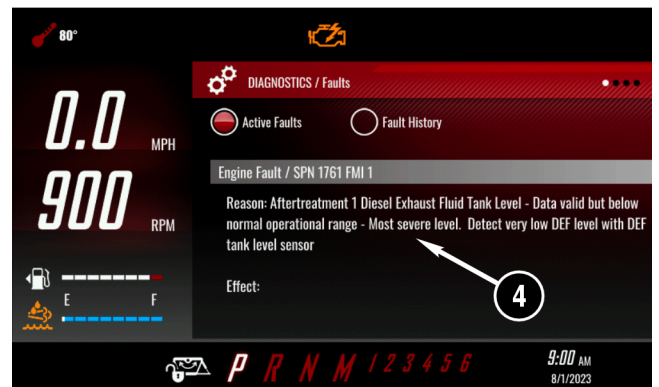 80°
DIAGNOSTICS / Faults
Active Faults
Fault History
0.0 MPH
900 RPM
Engine Fault / SPN 1761 FMI 1
Reason: Aftertreatment 1 Diesel Exhaust Fluid Tank Level - Data valid but below
normal operational range - Most severe level.  Detect very low DEF level with DEF
tank level sensor
Effect:
4
E F
P R N M 1 2 3 4 5 6
9:00 AM
8/1/2023